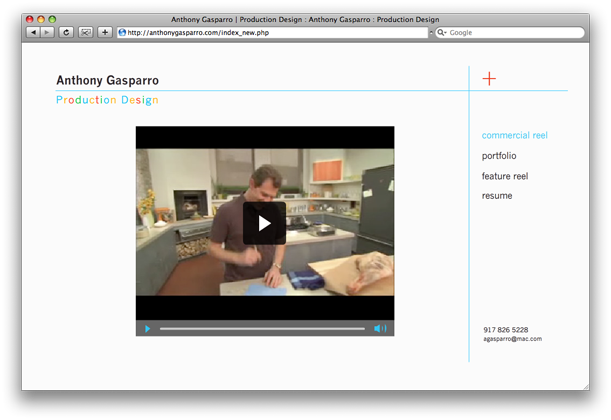 Anthony Gasparro | Production Design : Anthony Gasparro : Production Design
http://anthonygasparro.com/index_new.php
Google
Anthony Gasparro
Production Design
commercial reel
portfolio
feature reel
resume
917 826 5228
agasparro@mac.com